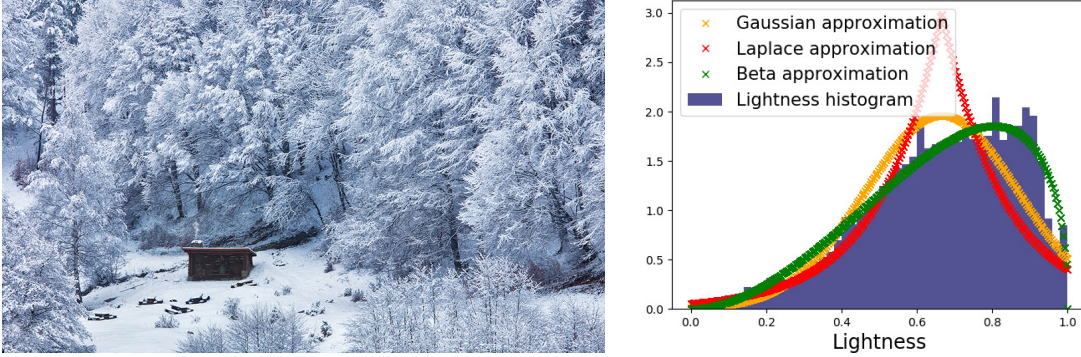 Gaussian approximation
Laplace approximation
Beta approximation
Lightness histogram
3.0
2.5
2.0
1.5
1.0
0.5
0.0
0.0 0.2 0.4 0.6 0.8 1.0
Lightness